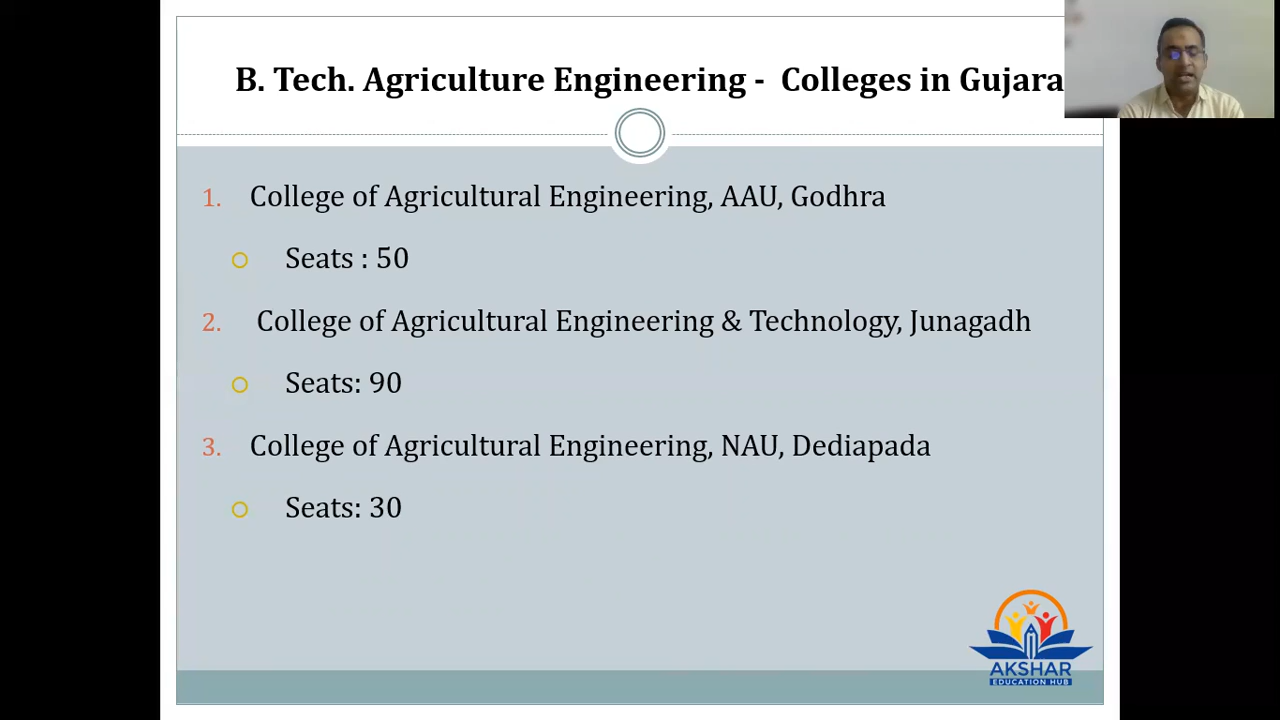 B. Tech. Agriculture Engineering - Colleges in Gujara
1. College of Agricultural Engineering, AAU, Godhra
Seats : 50
2. College of Agricultural Engineering & Technology, Junagadh
Seats: 90
3. College of Agricultural Engineering, NAU, Dediapada
Seats: 30
AKSHAR
EDUCATION HUB